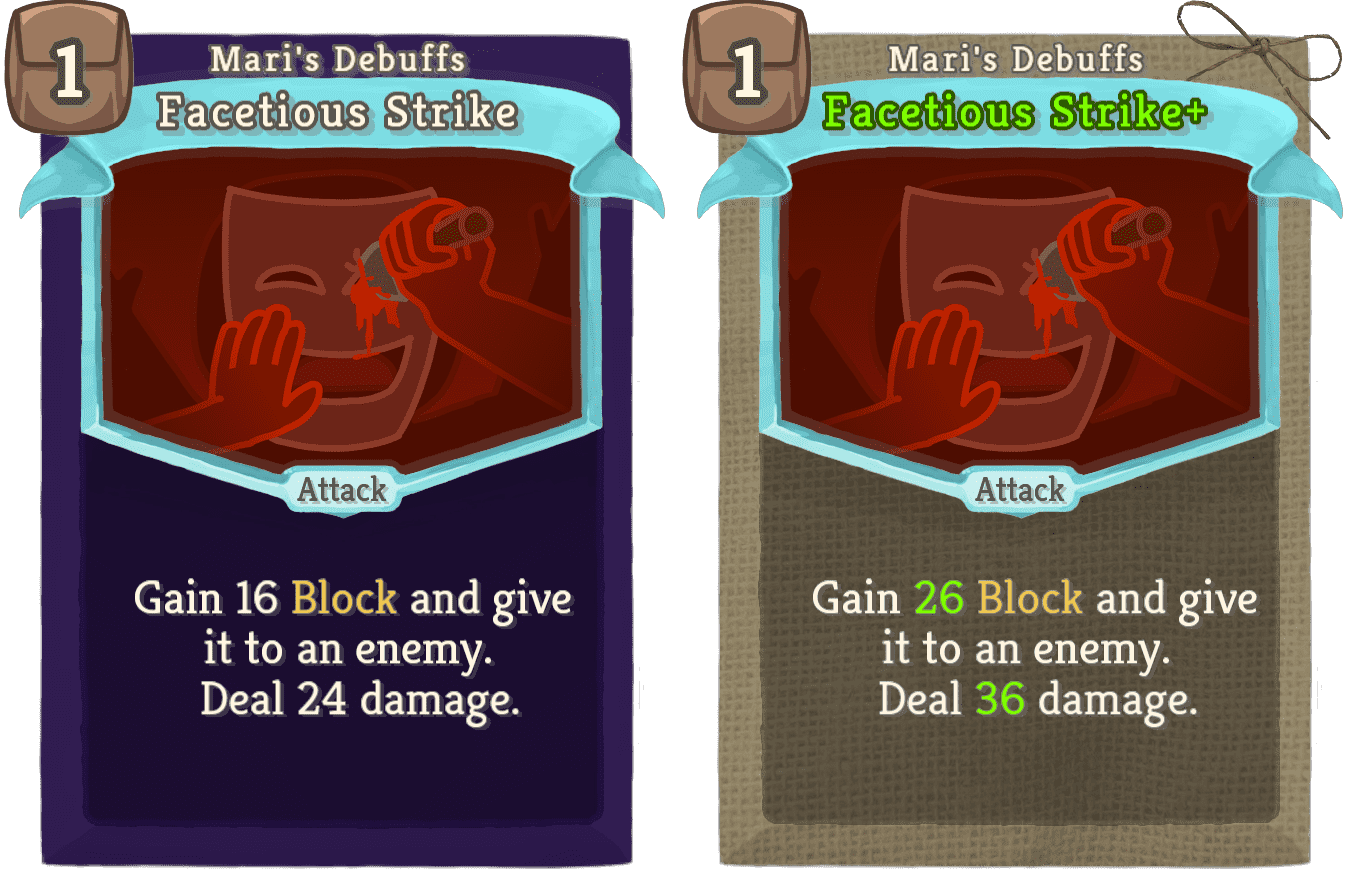 1
Mari's Debuffs
Facetious Strike
Attack
Gain 16 Block and give
it to an enemy.
Deal 24 damage.
1
Mari's Debuffs
Facetious Strike+
Attack
Gain 26 Block and give
it to an enemy.
Deal 36 damage.